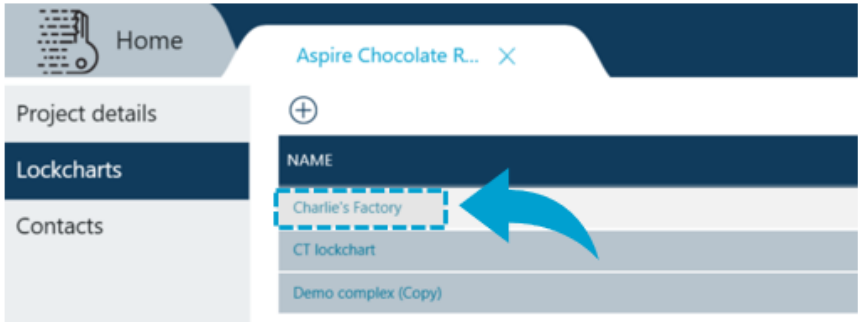 Home
Aspire Chocolate R...
Project details
Lockcharts
Contacts
NAME
Charlie's Factory
CT lockchart
Demo complex (Copy)